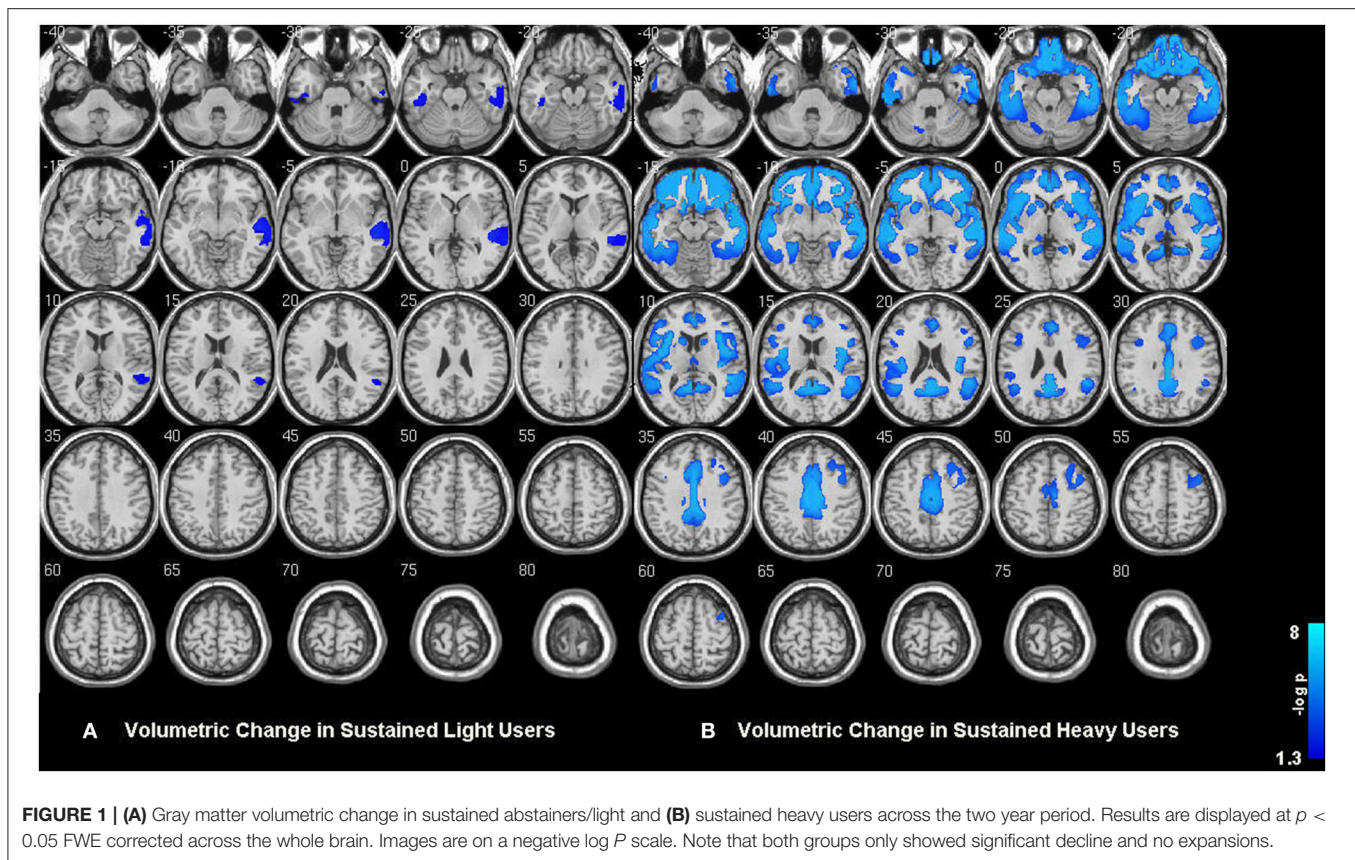 -40 -35 -30 -25 -20 -40 -35 -30 -25 -20
-15 -10 -5 0 5 -15 -10 -5 0 5
10 15 20 25 30 10 15 20 25 30
35 40 45 50 55 35 40 45 50 55
60 65 70 75 80 60 65 70 75 80
8
-log p
1.3
A Volumetric Change in Sustained Light Users
B Volumetric Change in Sustained Heavy Users
FIGURE 1 | (A) Gray matter volumetric change in sustained abstainers/light and (B) sustained heavy users across the two year period. Results are displayed at p <
0.05 FWE corrected across the whole brain. Images are on a negative log P scale. Note that both groups only showed significant decline and no expansions.